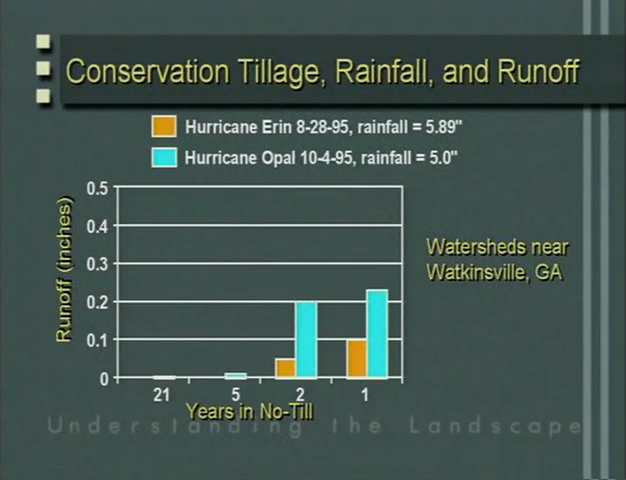 Conservation Tillage, Rainfall, and Runoff
Hurricane Erin 8-28-95, rainfall = 5.89"
Hurricane Opal 10-4-95, rainfall = 5.0"
Runoff (inches)
0.5
0.4
0.3
0.2
0.1
0
21 5 2 1
Years in No-Till
Watersheds near
Watkinsville, GA
Understanding the Landscape